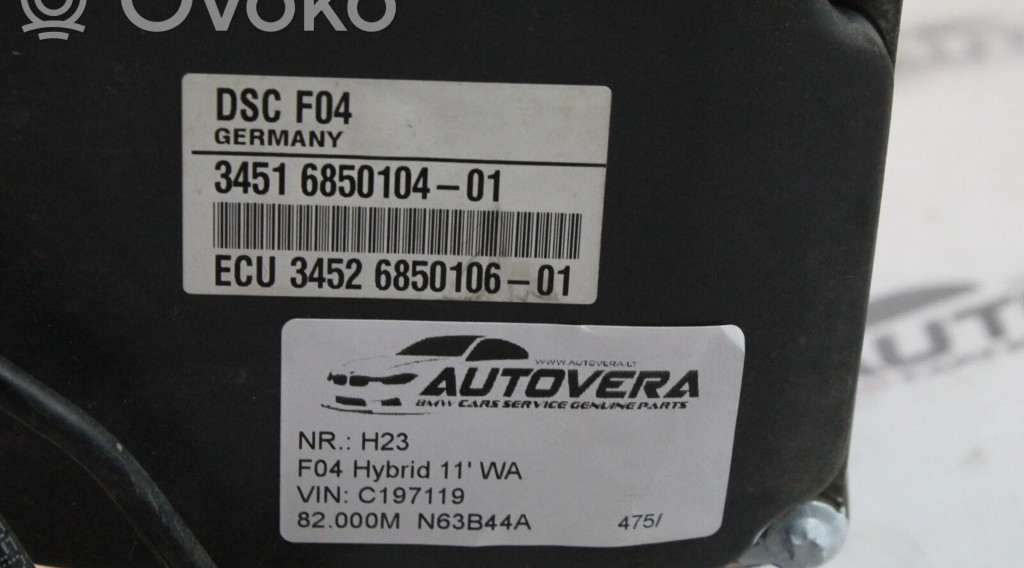 Ovoko
DSC F04
GERMANY
3451 6850104-01
ECU 3452 6850106-01
WWW.AUTOVERA.LT
AUTOVERA
BMW CARS SERVICE GENUINE PARTS
NR.: H23
F04 Hybrid 11' WA
VIN: C197119
82.000M N63B44A 475/